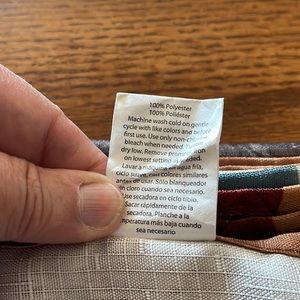 100% Polyester
100% Poliéster
Machine wash cold on gentle
cycle with like colors and before
first use. Use only non-chlorine
bleach when needed. Tumble
dry low. Remove promptly. Iron
on lowest setting as needed.
Lavar a máquina en agua fría,
ciclo suave, con colores similares
antes de usar. Sólo blanqueador
sin cloro cuando sea necesario.
Use secadora en ciclo tibio.
Sacar rápidamente de la
secadora. Planche a la
temperatura más baja cuando
sea necesario